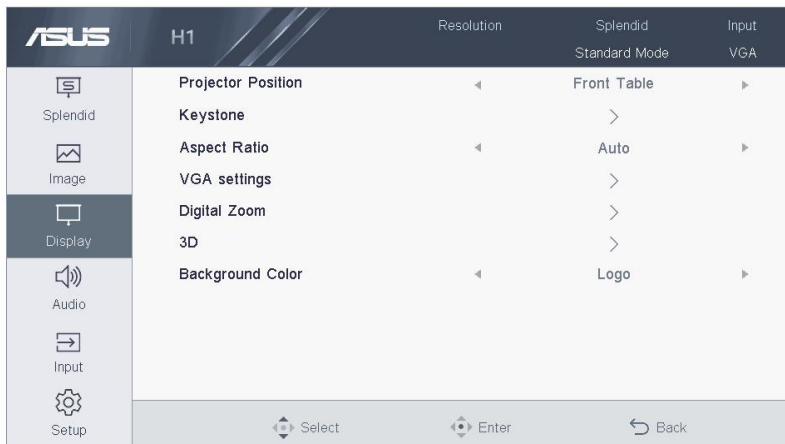 ASUS H1 Resolution Splendid Input
Standard Mode VGA
Splendid
Image
Display
Audio
Input
Setup
Projector Position Front Table
Keystone
Aspect Ratio Auto
VGA settings
Digital Zoom
3D
Background Color Logo
Select Enter Back